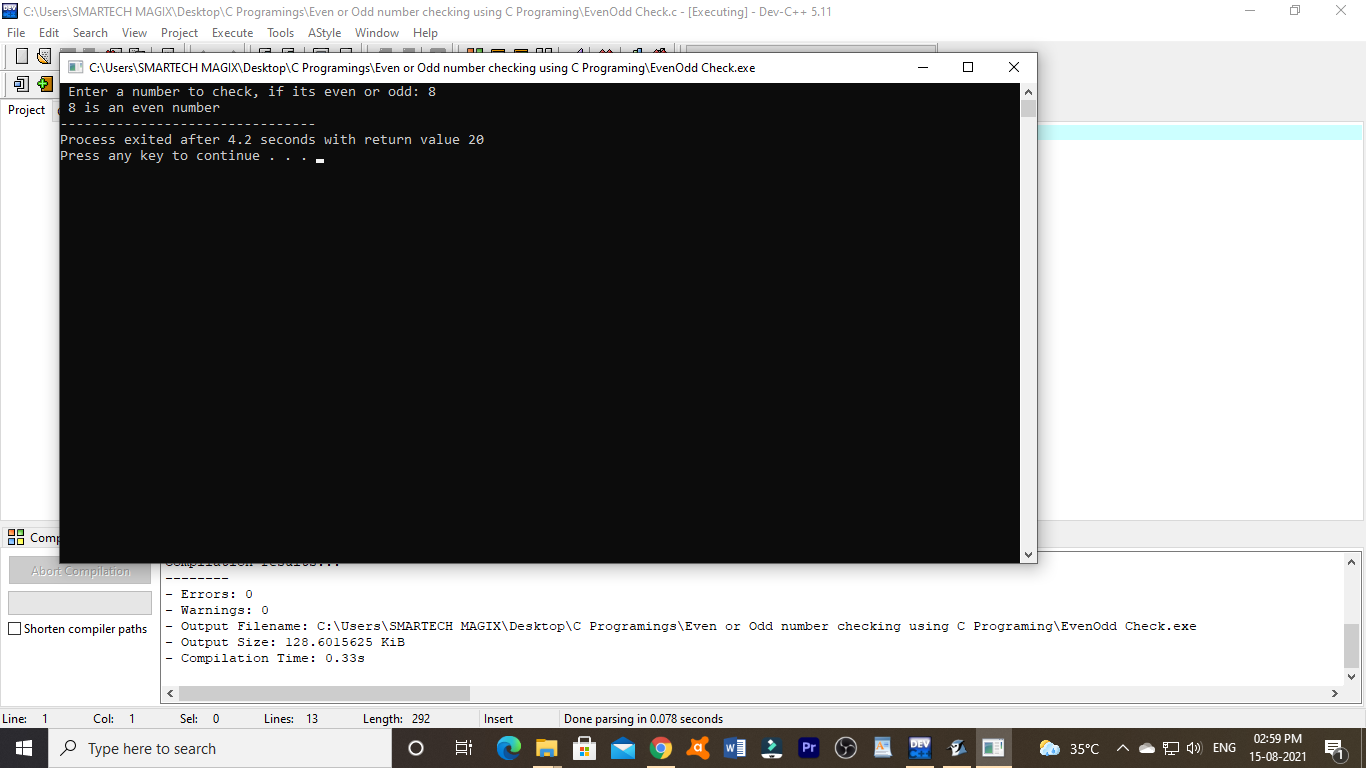 C:\Users\SMARTECH MAGIX\Desktop\C Programings\Even or Odd number checking using C Programing\EvenOdd Check.c - [Executing] - Dev-C++ 5.11
File Edit Search View Project Execute Tools AStyle Window Help
C:\Users\SMARTECH MAGIX\Desktop\C Programings\Even or Odd number checking using C Programing\EvenOdd Check.exe
Project
Enter a number to check, if its even or odd: 8
8 is an even number
--------------------------------
Process exited after 4.2 seconds with return value 20
Press any key to continue . . .
Comp
Abort Compilation
Shorten compiler paths
Compilation results...
--------
- Errors: 0
- Warnings: 0
- Output Filename: C:\Users\SMARTECH MAGIX\Desktop\C Programings\Even or Odd number checking using C Programing\EvenOdd Check.exe
- Output Size: 128.6015625 KiB
- Compilation Time: 0.33s
Line: 1 Col: 1 Sel: 0 Lines: 13 Length: 292 Insert Done parsing in 0.078 seconds
Type here to search
DEV
Pr
35°C
ENG
02:59 PM
15-08-2021
1